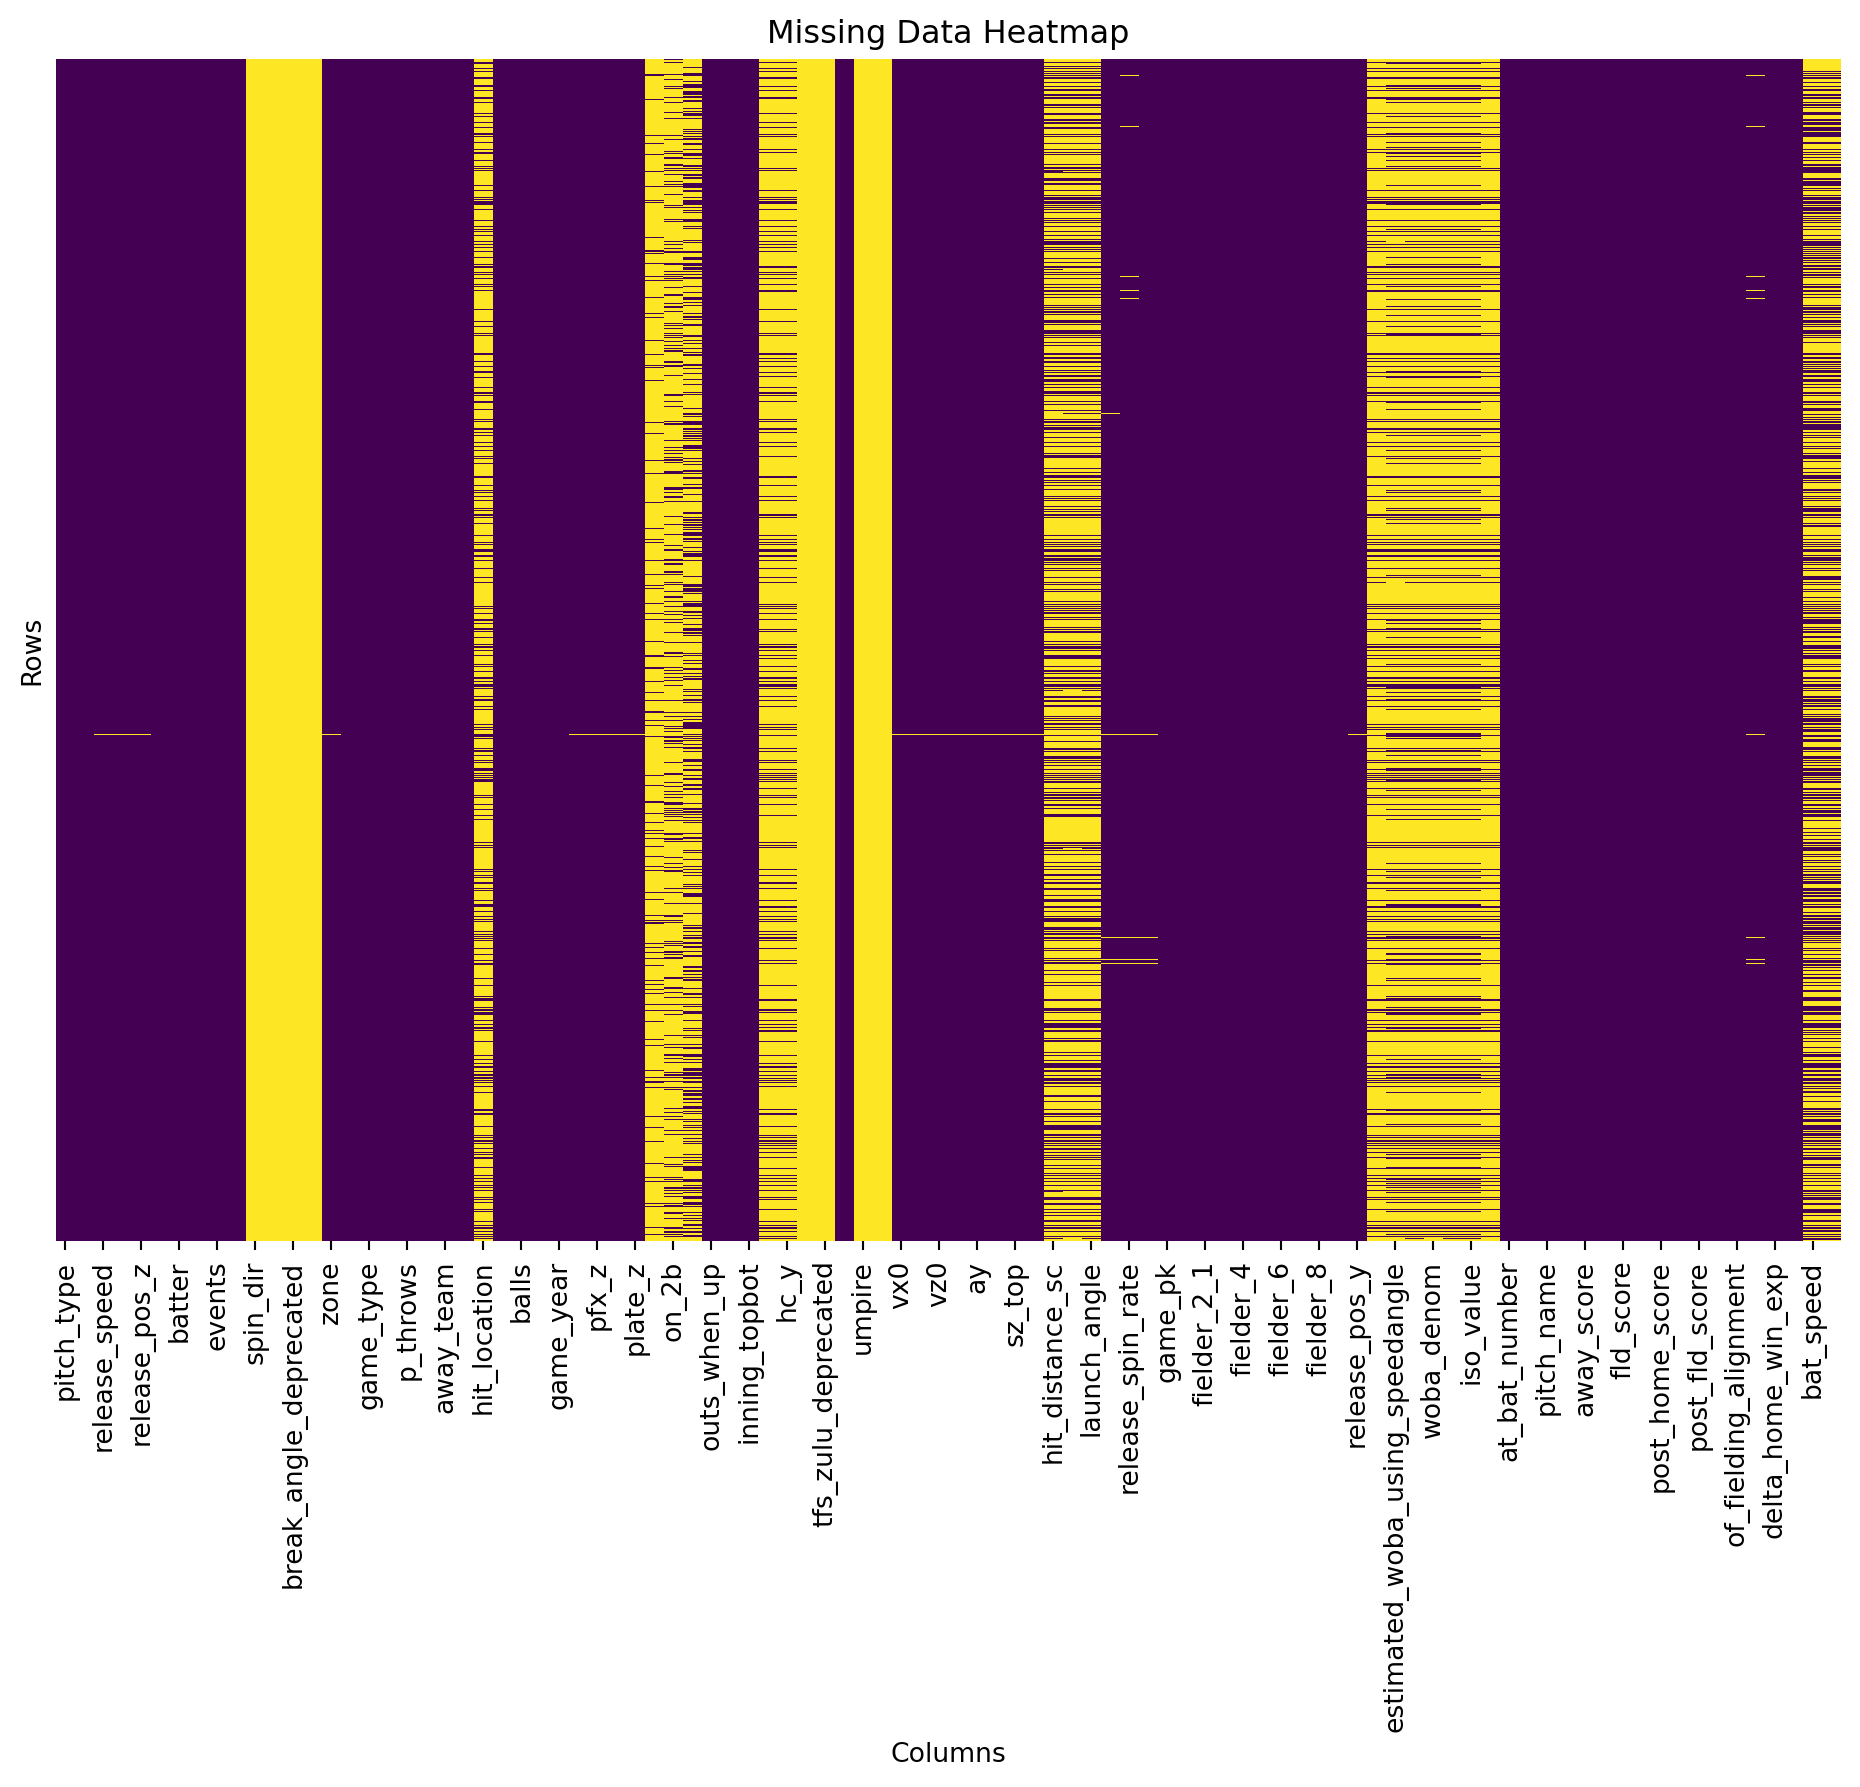 Missing Data Heatmap
Rows
pitch_type
release_speed
release_pos_z
batter
events
spin_dir
break_angle_deprecated
zone
game_type
p_throws
away_team
hit_location
balls
game_year
pfx_z
plate_z
on_2b
outs_when_up
inning_topbot
hc_y
tfs_zulu_deprecated
umpire
vx0
vz0
ay
sz_top
hit_distance_sc
launch_angle
release_spin_rate
game_pk
fielder_2_1
fielder_4
fielder_6
fielder_8
release_pos_y
estimated_woba_using_speedangle
woba_denom
iso_value
at_bat_number
pitch_name
away_score
fld_score
post_home_score
post_fld_score
of_fielding_alignment
delta_home_win_exp
bat_speed
Columns